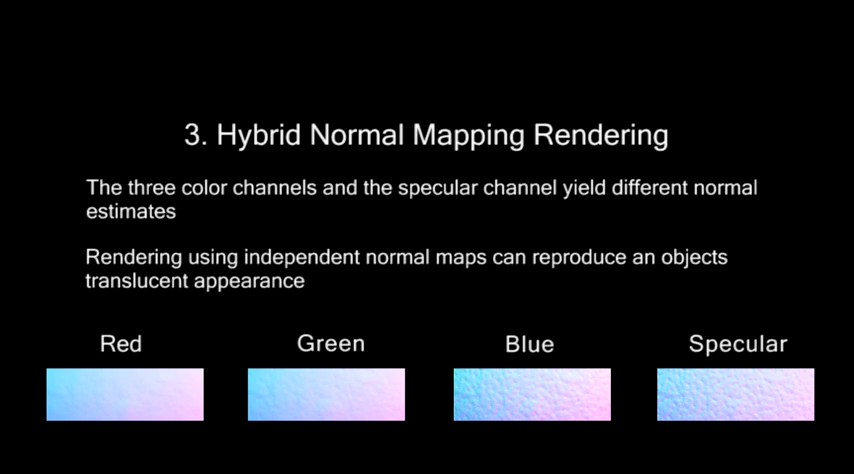 3. Hybrid Normal Mapping Rendering
The three color channels and the specular channel yield different normal
estimates
Rendering using independent normal maps can reproduce an objects
translucent appearance
Red Green Blue Specular